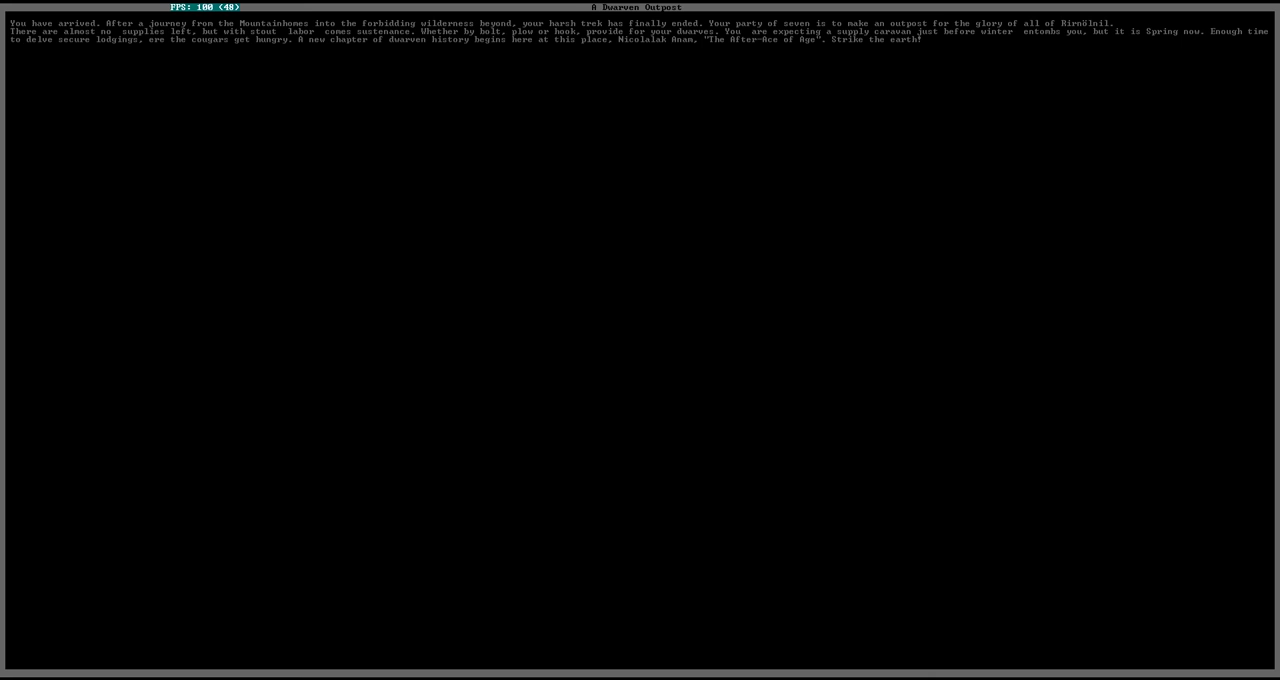 FPS: 100 (48) A Dwarven Outpost
You have arrived. After a journey from the Mountainhomes into the forbidding wilderness beyond, your harsh trek has finally ended. Your party of seven is to make an outpost for the glory of all of Rirnölnil.
There are almost no  supplies left, but with stout  labor  comes sustenance. Whether by bolt, plow or hook, provide for your dwarves. You  are expecting a supply caravan just before winter  entombs you, but it is Spring now. Enough time
to delve secure lodgings, ere the cougars get hungry. A new chapter of dwarven history begins here at this place, Nicolalak Anam, "The After-Ace of Age". Strike the earth!